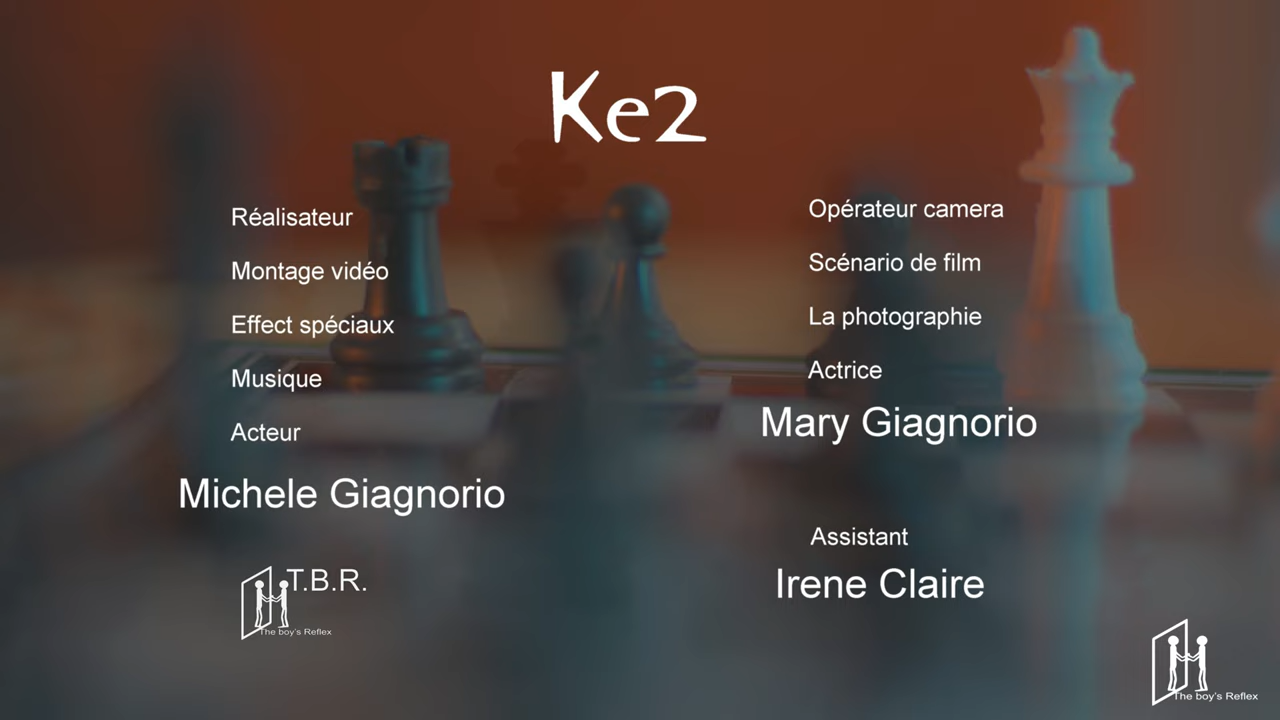 Ke2
Réalisateur
Montage vidéo
Effect spéciaux
Musique
Acteur
Michele Giagnorio
T.B.R.
The boy's Reflex
Opérateur camera
Scénario de film
La photographie
Actrice
Mary Giagnorio
Assistant
Irene Claire
The boy's Reflex